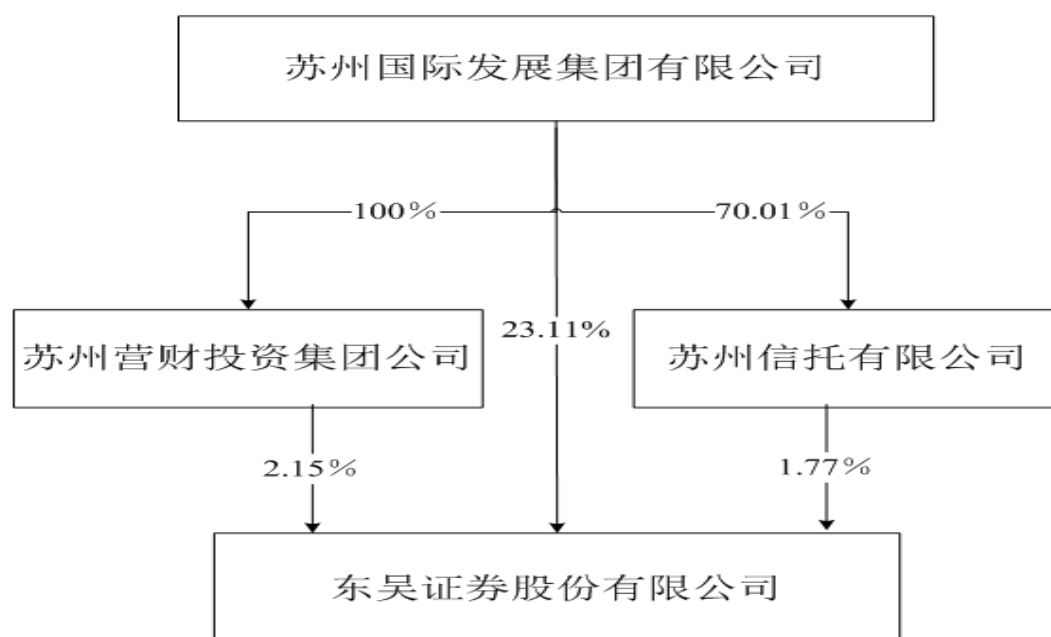 苏州国际发展集团有限公司
100%
70.01%
苏州营财投资集团公司
23.11%
苏州信托有限公司
2.15%
1.77%
东吴证券股份有限公司